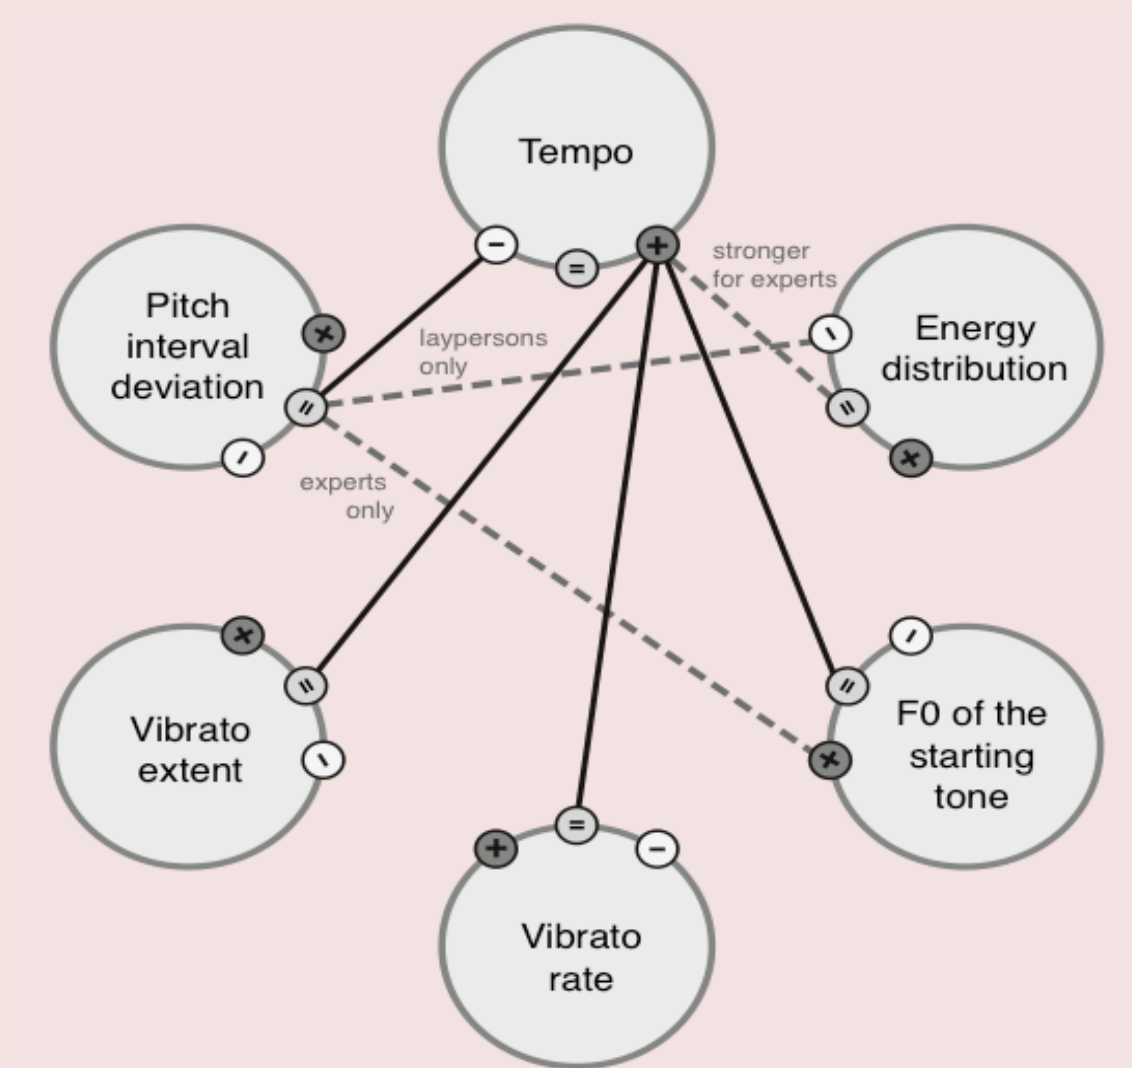 Tempo
−
=
+
stronger
for experts
Pitch
interval
deviation
+
=
−
laypersons
only
Energy
distribution
−
=
+
experts
only
Vibrato
extent
+
=
−
F0 of the
starting
tone
−
=
+
+
=
−
Vibrato
rate